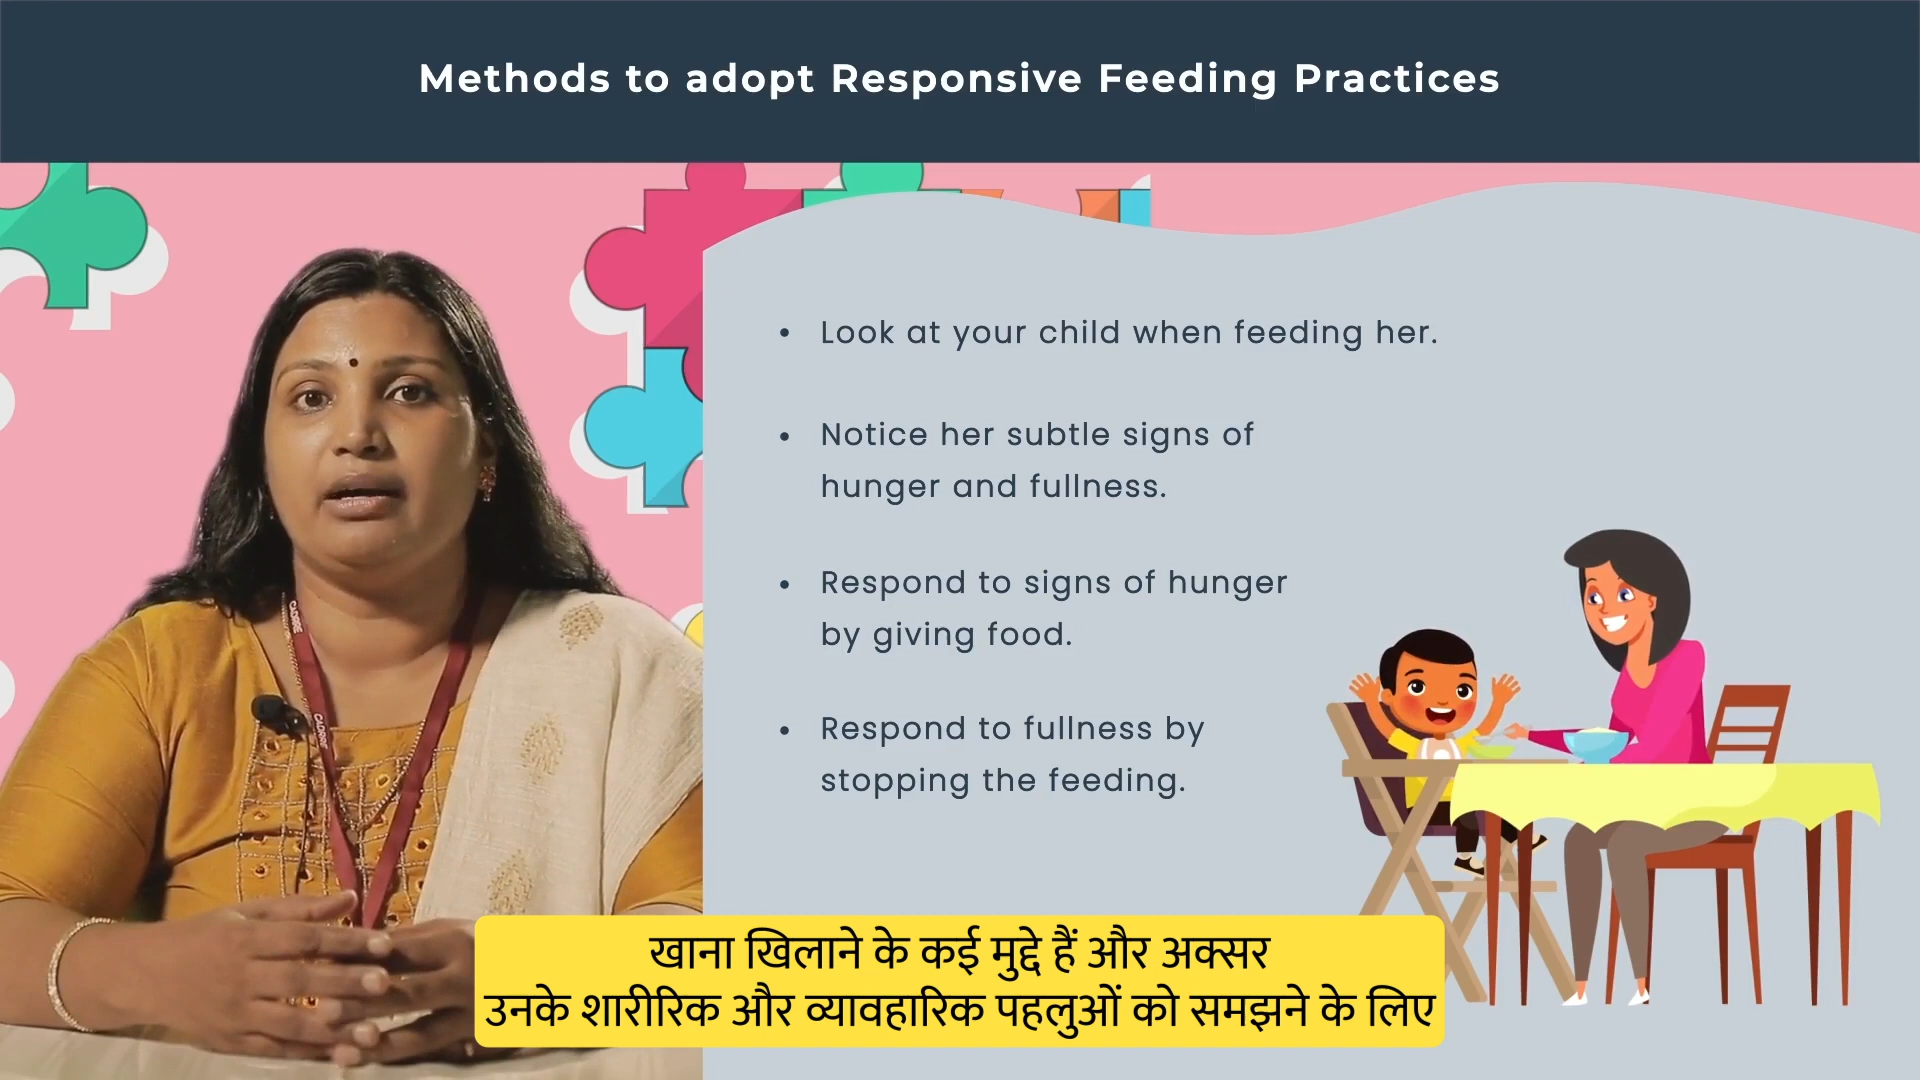 Methods to adopt Responsive Feeding Practices
• Look at your child when feeding her.
• Notice her subtle signs of
hunger and fullness.
• Respond to signs of hunger
by giving food.
• Respond to fullness by
stopping the feeding.
CADRRE
CADRRE
खाना खिलाने के कई मुद्दे हैं और अक्सर
उनके शारीरिक और व्यावहारिक पहलुओं को समझने के लिए